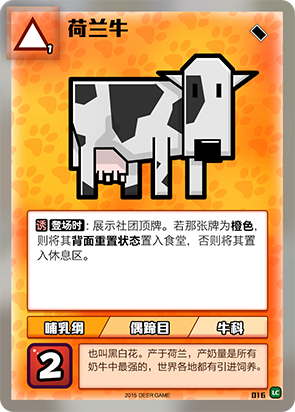 1
荷兰牛
诱 登场时：展示社团顶牌。若那张牌为橙色，
则将其背面重置状态置入食堂，否则将其置
入休息区。
哺乳纲 偶蹄目 牛科
2
也叫黑白花。产于荷兰，产奶量是所有
奶牛中最强的，世界各地都有引进饲养。
2015 DEER GAME
016 LC